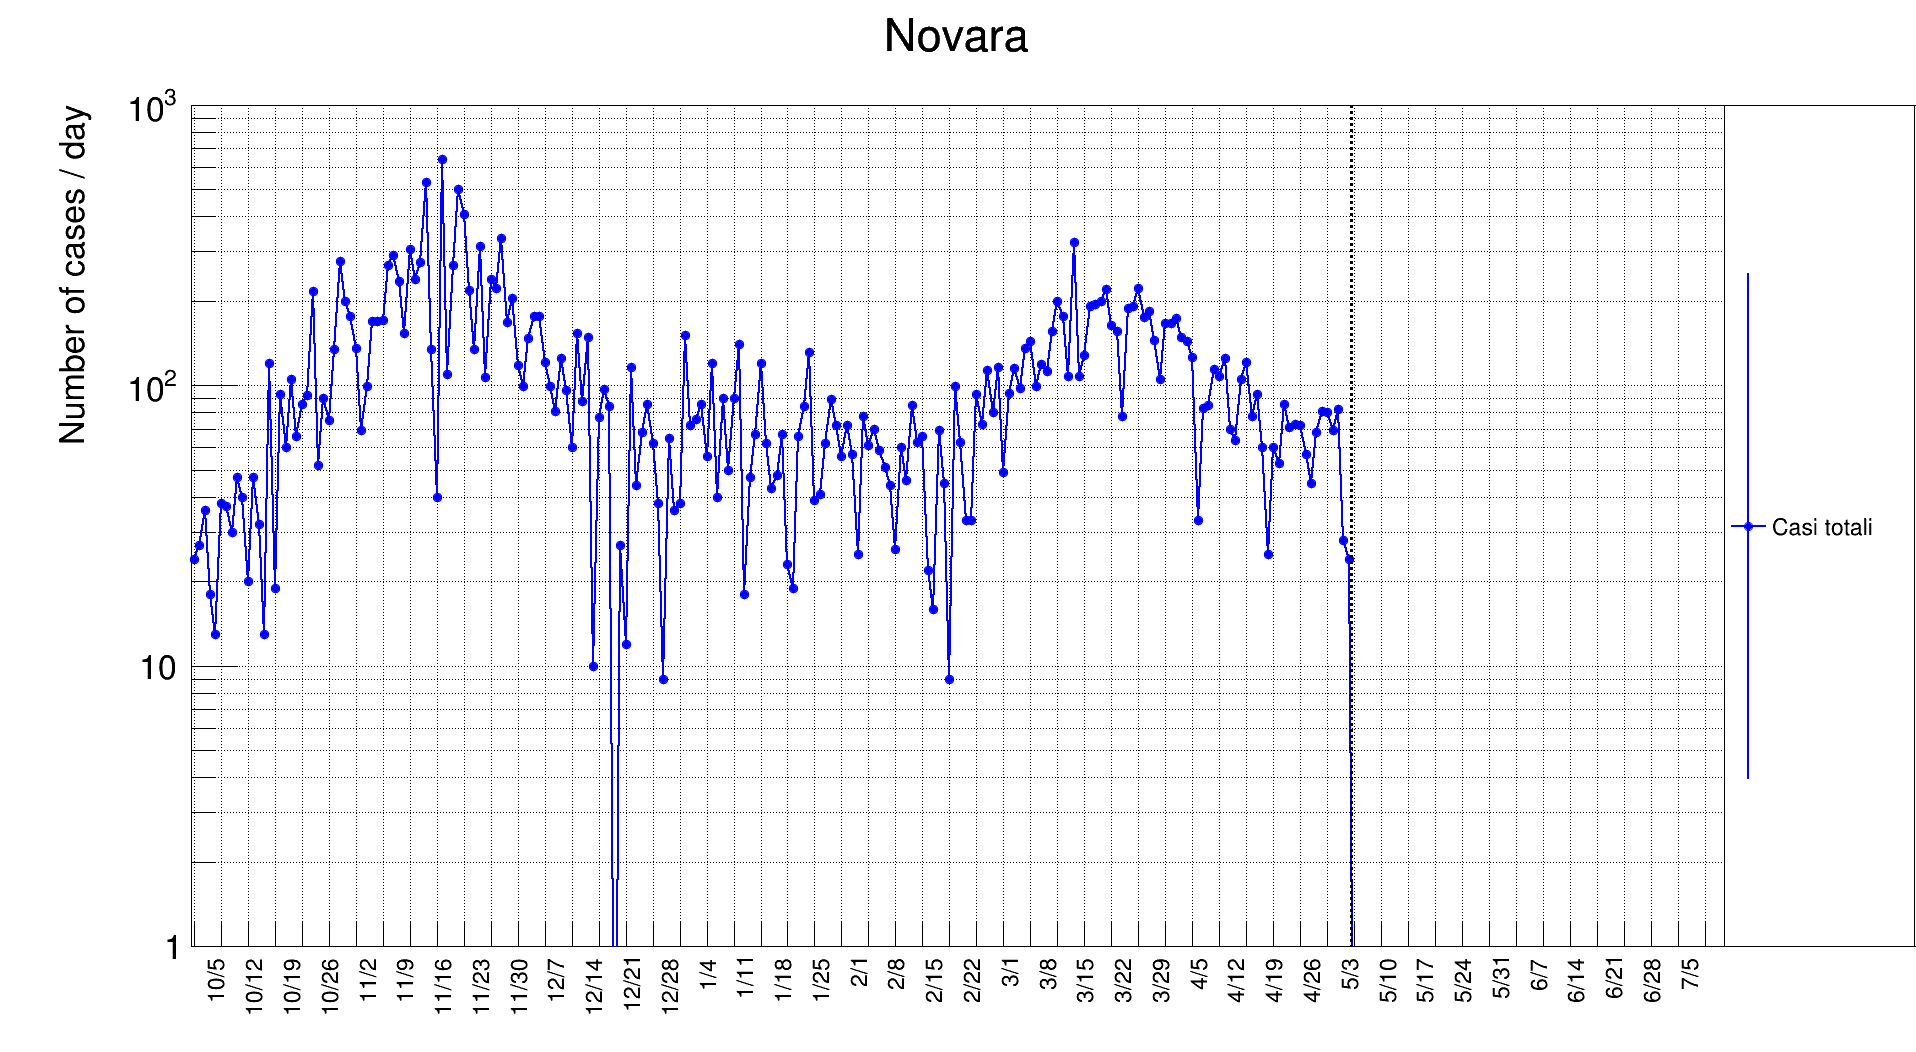 Novara
Number of cases / day
10³
10²
10
1
10/5 10/12 10/19 10/26 11/2 11/9 11/16 11/23 11/30 12/7 12/14 12/21 12/28 1/4 1/11 1/18 1/25 2/1 2/8 2/15 2/22 3/1 3/8 3/15 3/22 3/29 4/5 4/12 4/19 4/26 5/3 5/10 5/17 5/24 5/31 6/7 6/14 6/21 6/28 7/5
Casi totali